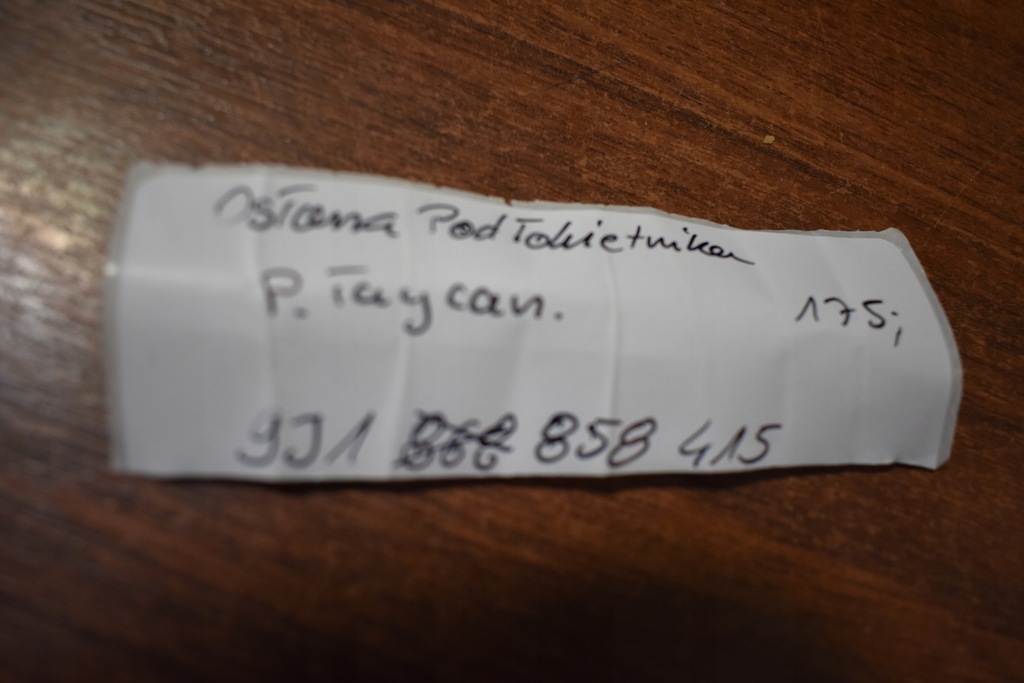 Osłona Podłokietnika
P. Taycan.
175;
9J1 858 415